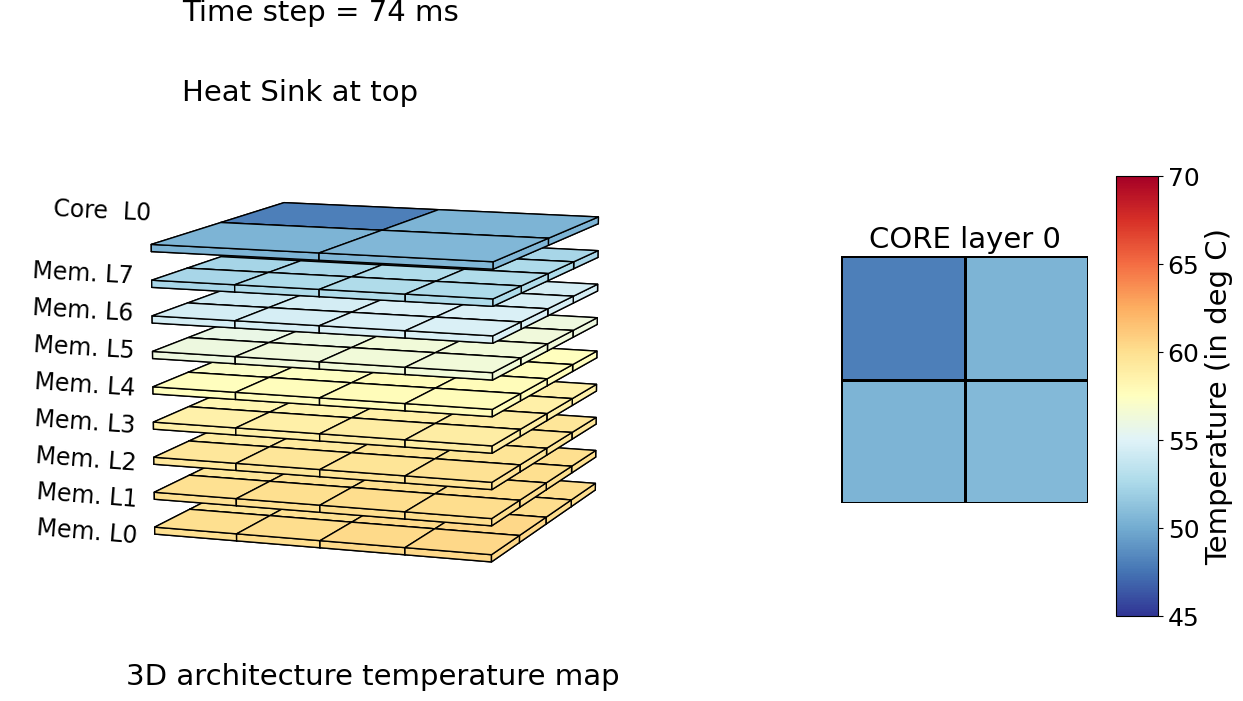 Time step = 74 ms
Heat Sink at top
Core  L0
Mem. L7
Mem. L6
Mem. L5
Mem. L4
Mem. L3
Mem. L2
Mem. L1
Mem. L0
3D architecture temperature map
CORE layer 0
70
65
60
55
50
45
Temperature (in deg C)